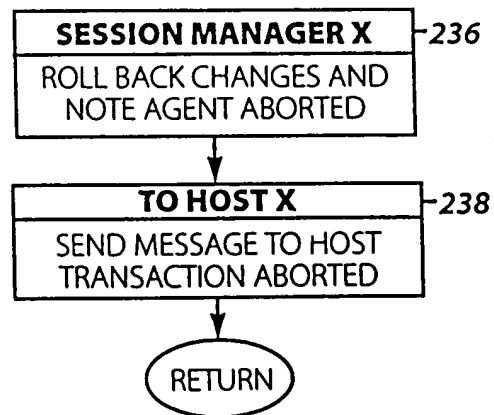 SESSION MANAGER X
236
ROLL BACK CHANGES AND
NOTE AGENT ABORTED
TO HOST X
238
SEND MESSAGE TO HOST
TRANSACTION ABORTED
RETURN